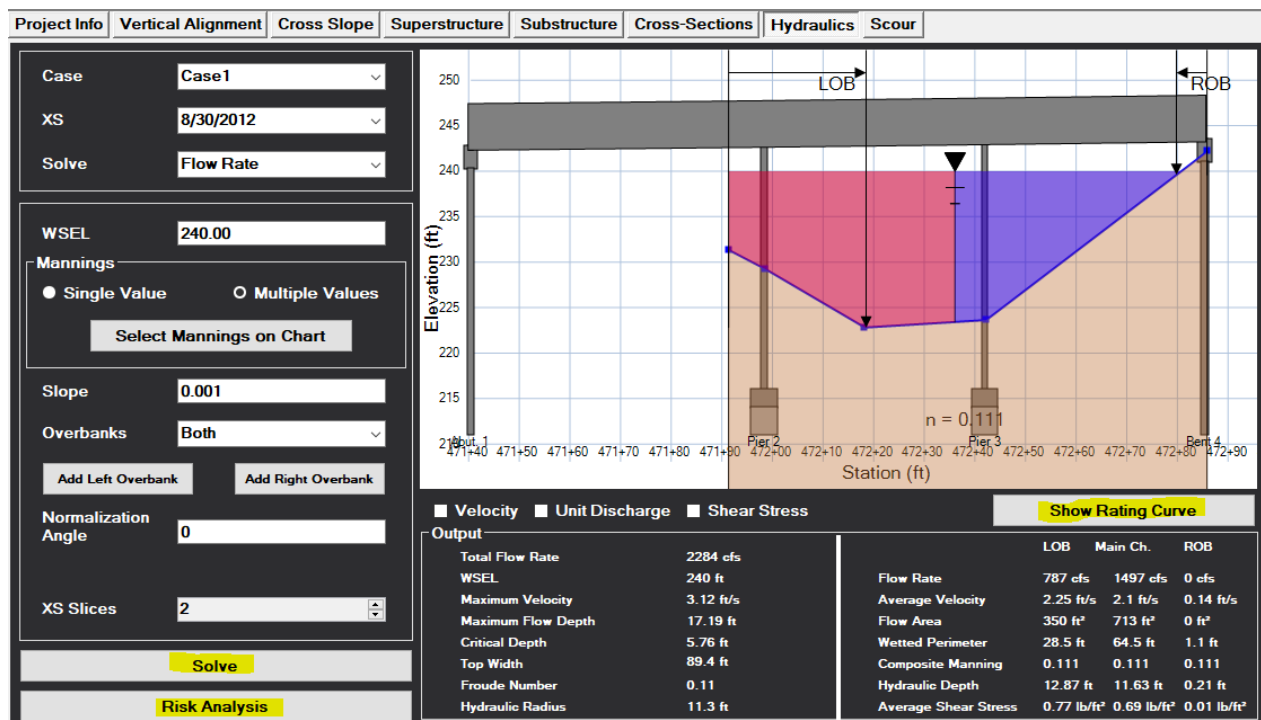 Project Info Vertical Alignment Cross Slope Superstructure Substructure Cross-Sections Hydraulics Scour
Case Case1
XS 8/30/2012
Solve Flow Rate
WSEL 240.00
Mannings
Single Value Multiple Values
Select Mannings on Chart
Slope 0.001
Overbanks Both
Add Left Overbank Add Right Overbank
Normalization
Angle 0
XS Slices 2
Solve
Risk Analysis
LOB ROB
Elevation (ft)
250
245
240
235
230
225
220
215
210
n = 0.111
Abut. 1 Pier 2 Pier 3 Bent 4
471+40 471+50 471+60 471+70 471+80 471+90 472+00 472+10 472+20 472+30 472+40 472+50 472+60 472+70 472+80 472+90
Station (ft)
Velocity Unit Discharge Shear Stress
Show Rating Curve
Output
Total Flow Rate 2284 cfs
WSEL 240 ft
Maximum Velocity 3.12 ft/s
Maximum Flow Depth 17.19 ft
Critical Depth 5.76 ft
Top Width 89.4 ft
Froude Number 0.11
Hydraulic Radius 11.3 ft
LOB Main Ch. ROB
Flow Rate 787 cfs 1497 cfs 0 cfs
Average Velocity 2.25 ft/s 2.1 ft/s 0.14 ft/s
Flow Area 350 ft² 713 ft² 0 ft²
Wetted Perimeter 28.5 ft 64.5 ft 1.1 ft
Composite Manning 0.111 0.111 0.111
Hydraulic Depth 12.87 ft 11.63 ft 0.21 ft
Average Shear Stress 0.77 lb/ft² 0.69 lb/ft² 0.01 lb/ft²